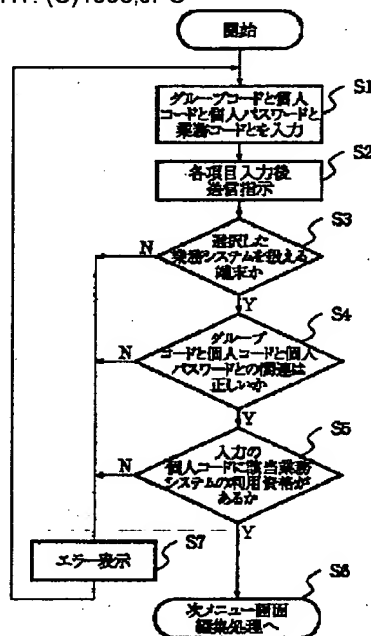 (C)1996,JPO
開始
S1
グループコードと個人
コードと個人パスワードと
業務コードとを入力
S2
各項目入力後
送信指示
S3
選択した
業務システムを扱える
端末か
N
Y
S4
グループ
コードと個人コードと個人
パスワードとの関連は
正しいか
N
Y
S5
入力の
個人コードに該当業務
システムの利用資格が
あるか
N
Y
S7
エラー表示
S6
次メニュー画面
編集処理へ